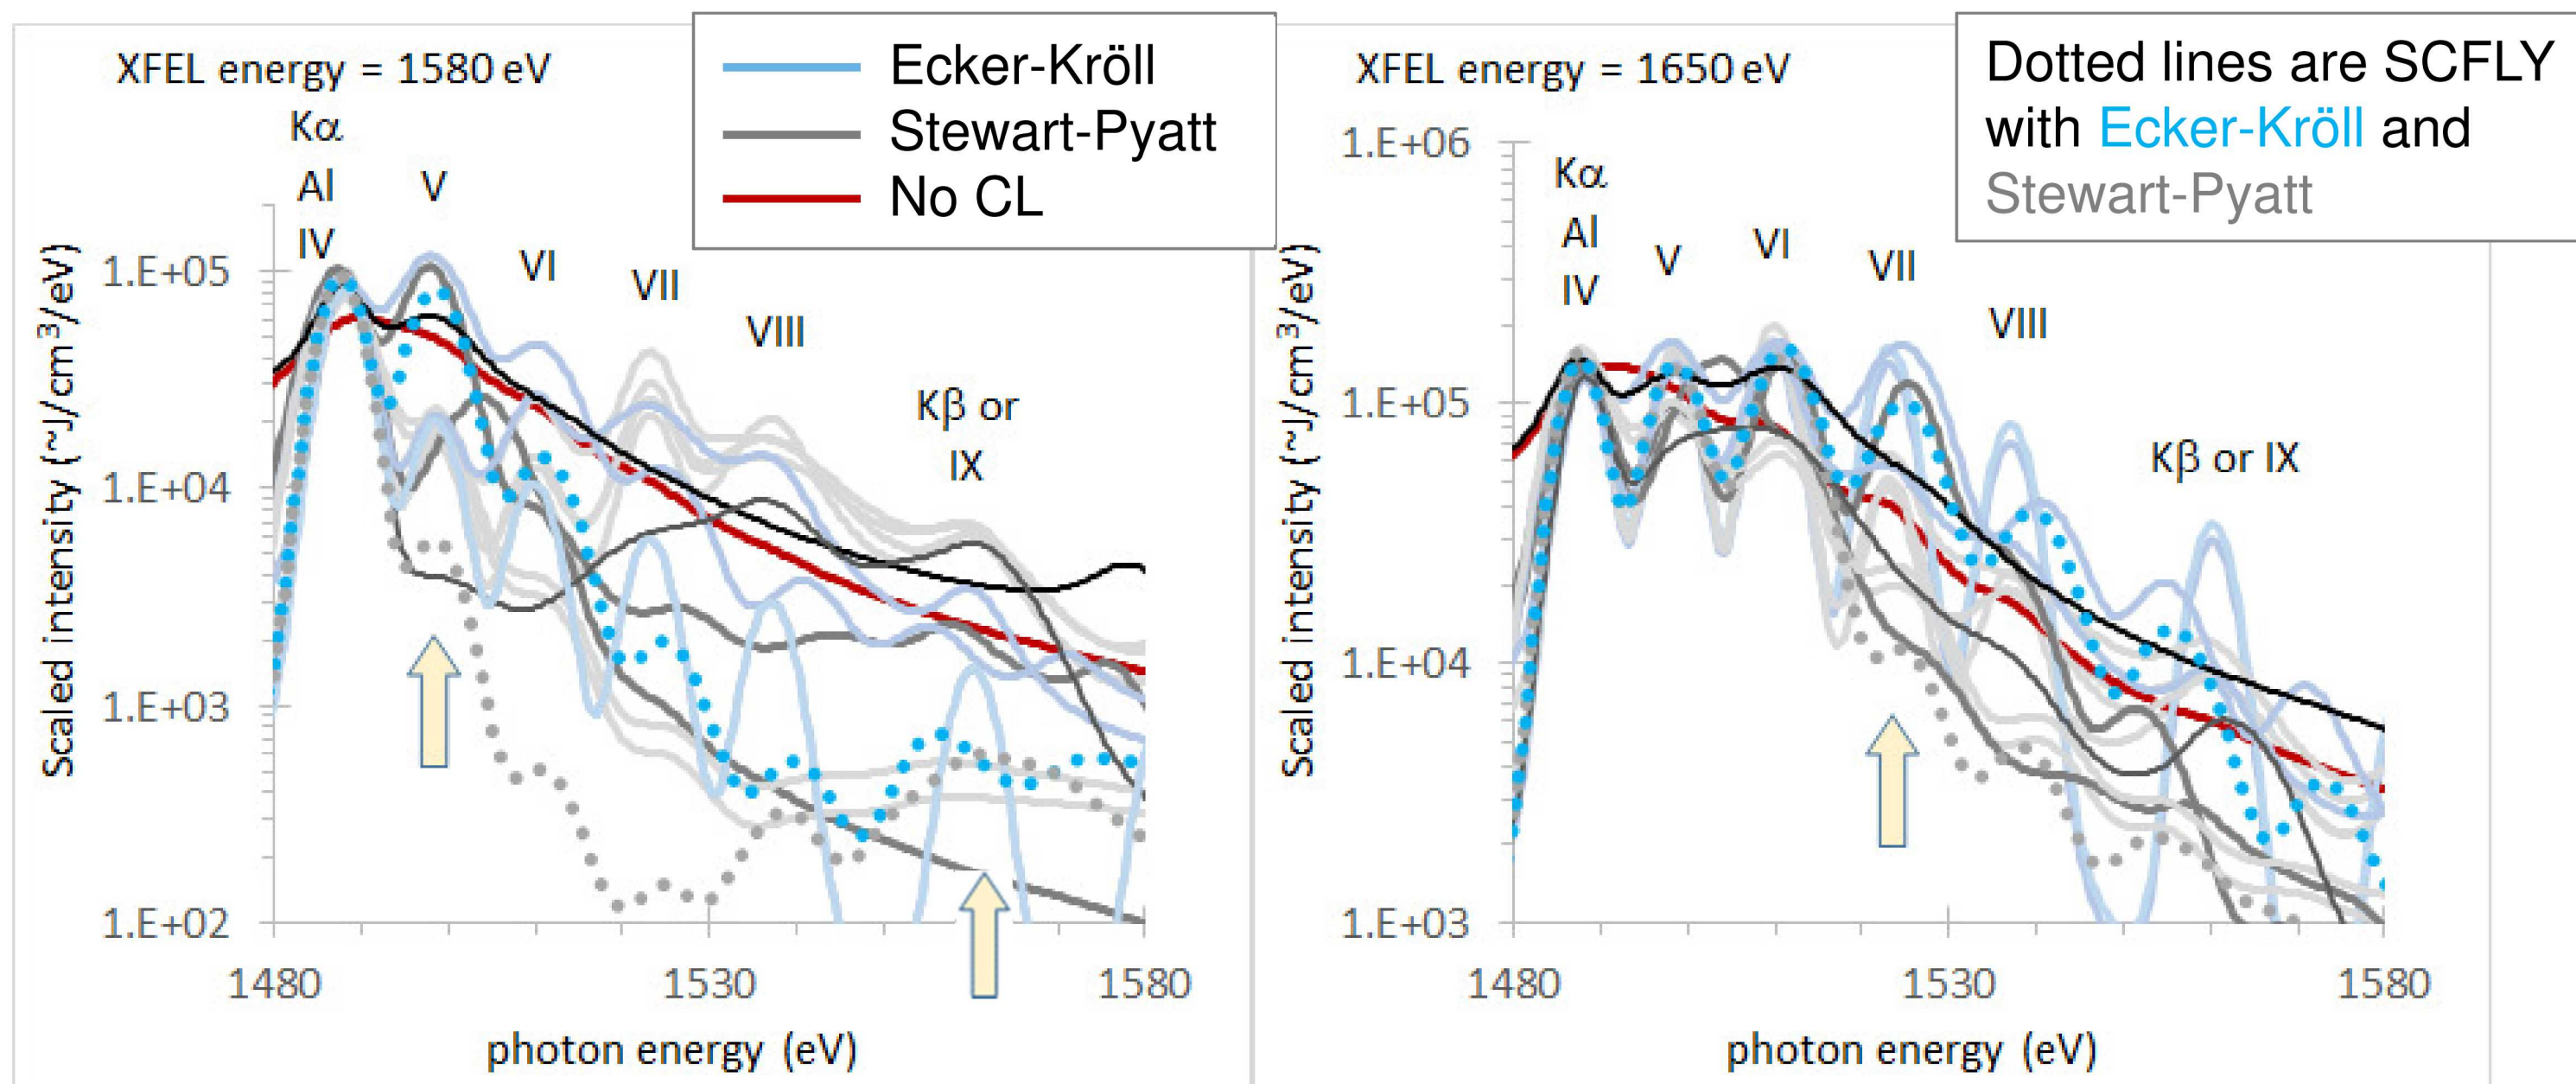 XFEL energy = 1580 eV
Kα
Al
IV
V
VI
VII
VIII
Kβ or
IX
Ecker-Kröll
Stewart-Pyatt
No CL
Scaled intensity (~J/cm³/eV)
1.E+05
1.E+04
1.E+03
1.E+02
1480
1530
1580
photon energy (eV)
XFEL energy = 1650 eV
Dotted lines are SCFLY
with Ecker-Kröll and
Stewart-Pyatt
Kα
Al
IV
V
VI
VII
VIII
Kβ or IX
Scaled intensity (~J/cm³/eV)
1.E+06
1.E+05
1.E+04
1.E+03
1480
1530
1580
photon energy (eV)